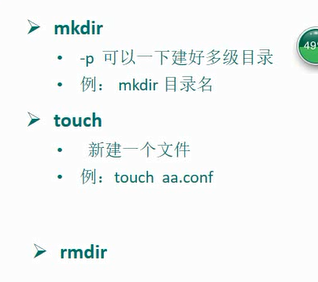 mkdir
-p 可以一下建好多级目录
例： mkdir 目录名
touch
新建一个文件
例：touch aa.conf
rmdir